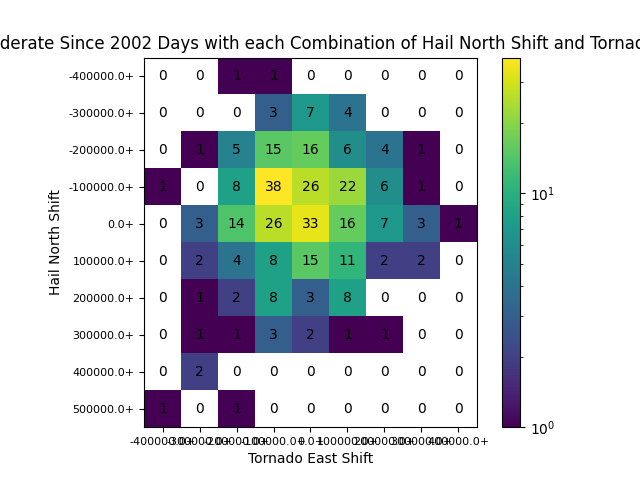 derate Since 2002 Days with each Combination of Hail North Shift and Torna
-400000.0+ 0 0 1 1 0 0 0 0 0
-300000.0+ 0 0 0 3 7 4 0 0 0
-200000.0+ 0 1 5 15 16 6 4 1 0
-100000.0+ 1 0 8 38 26 22 6 1 0
0.0+ 0 3 14 26 33 16 7 3 1
100000.0+ 0 2 4 8 15 11 2 2 0
200000.0+ 0 1 2 8 3 8 0 0 0
300000.0+ 0 1 1 3 2 1 1 0 0
400000.0+ 0 2 0 0 0 0 0 0 0
500000.0+ 1 0 1 0 0 0 0 0 0
Hail North Shift
Tornado East Shift
10¹
10⁰